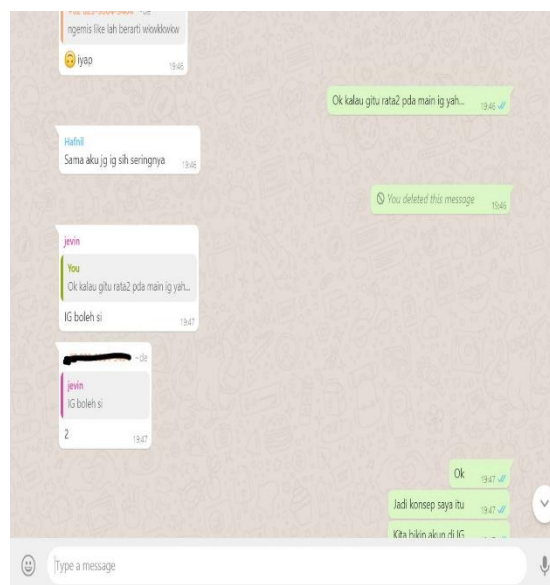 ~de
ngemis like lah berarti wkwkkwkw
iyap
19:46
Ok kalau gitu rata2 pda main ig yah...
19:46
Hafnil
Sama aku jg ig sih seringnya
19:46
You deleted this message
19:46
jevin
You
Ok kalau gitu rata2 pda main ig yah...
IG boleh si
19:47
~de
jevin
IG boleh si
2
19:47
Ok
19:47
Jadi konsep saya itu
19:47
Kita bikin akun di IG
Type a message